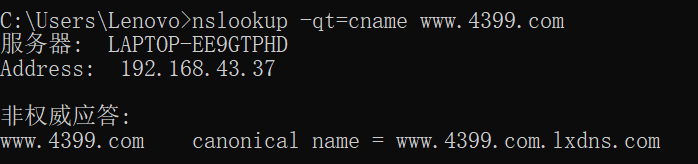 C:\Users\Lenovo>nslookup -qt=cname www.4399.com
服务器:  LAPTOP-EE9GTPHD
Address:  192.168.43.37

非权威应答:
www.4399.com    canonical name = www.4399.com.lxdns.com